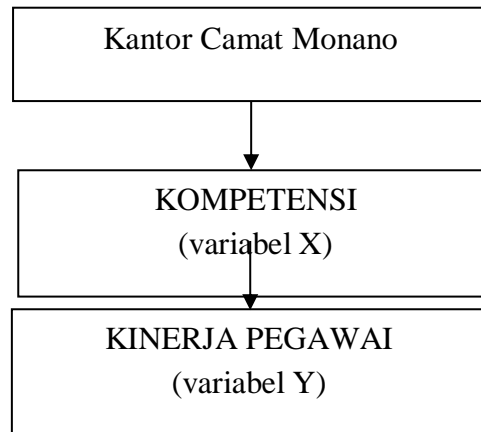 Kantor Camat Monano
KOMPETENSI
(variabel X)
KINERJA PEGAWAI
(variabel Y)